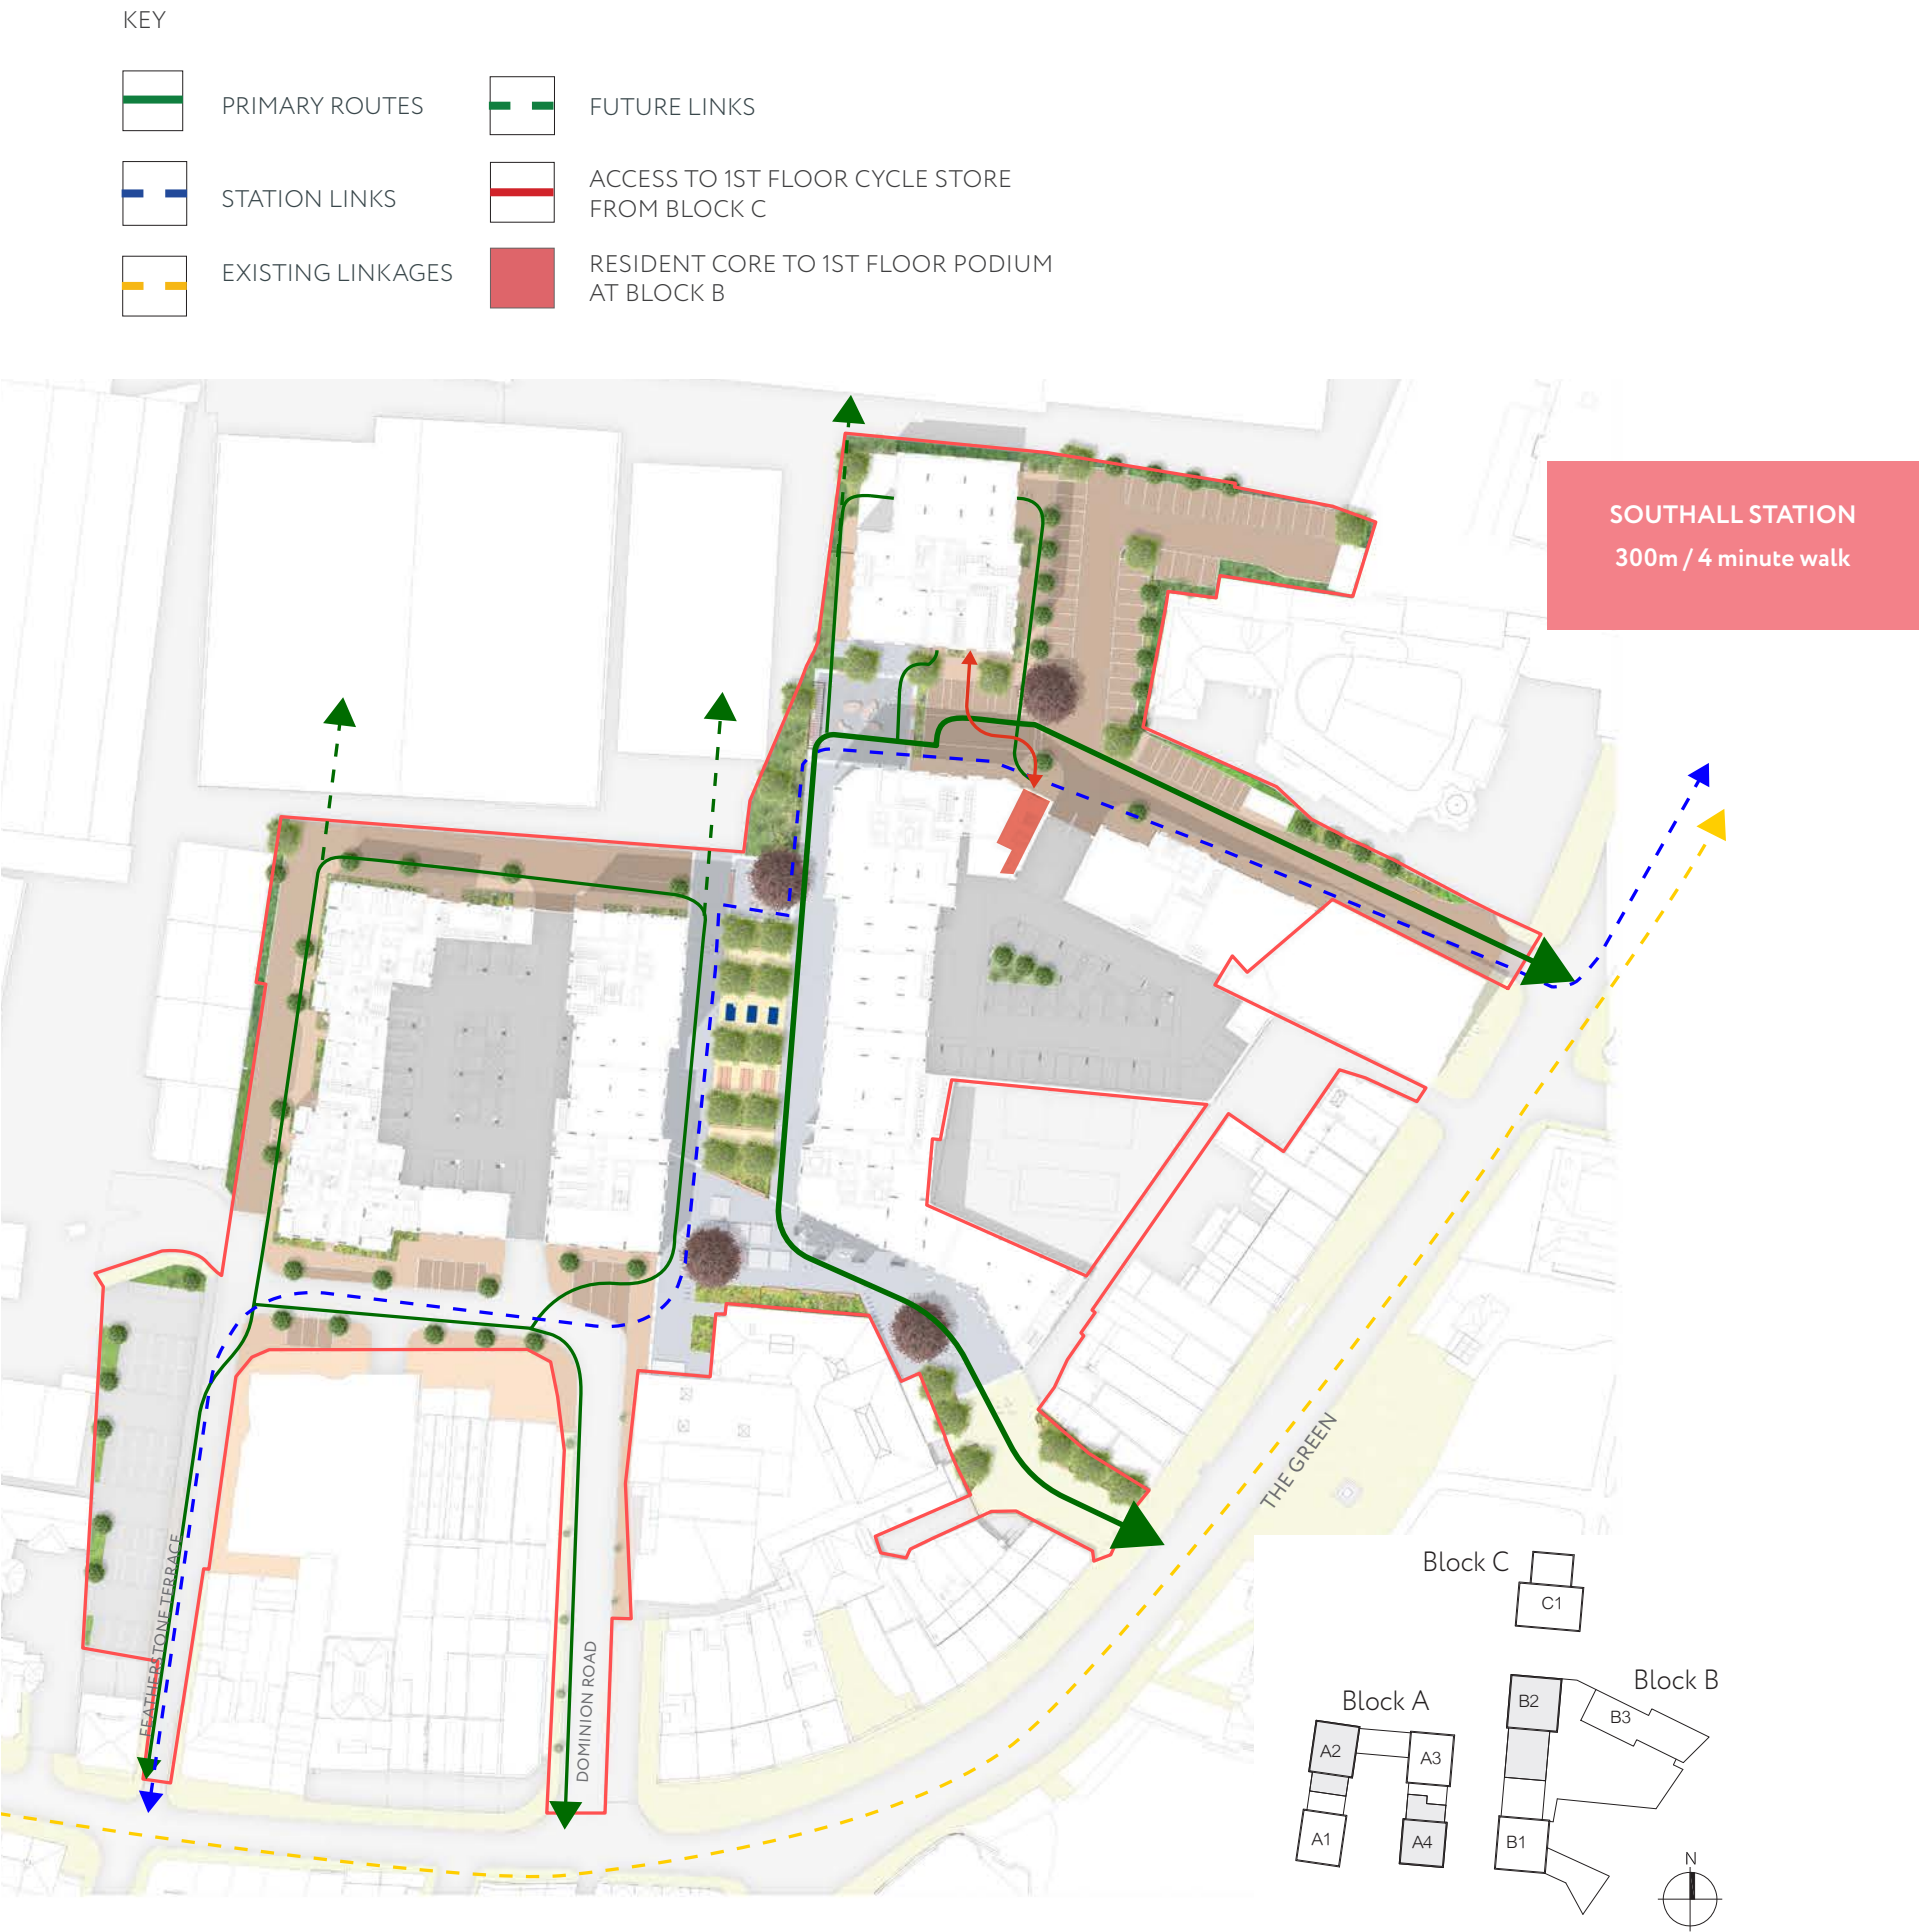 KEY
PRIMARY ROUTES
FUTURE LINKS
STATION LINKS
ACCESS TO 1ST FLOOR CYCLE STORE
FROM BLOCK C
EXISTING LINKAGES
RESIDENT CORE TO 1ST FLOOR PODIUM
AT BLOCK B
SOUTHALL STATION
300m / 4 minute walk
THE GREEN
FEATHERSTONE TERRACE
DOMINION ROAD
Block C
C1
Block B
B2
B3
Block A
A2
A3
A1
A4
B1
N